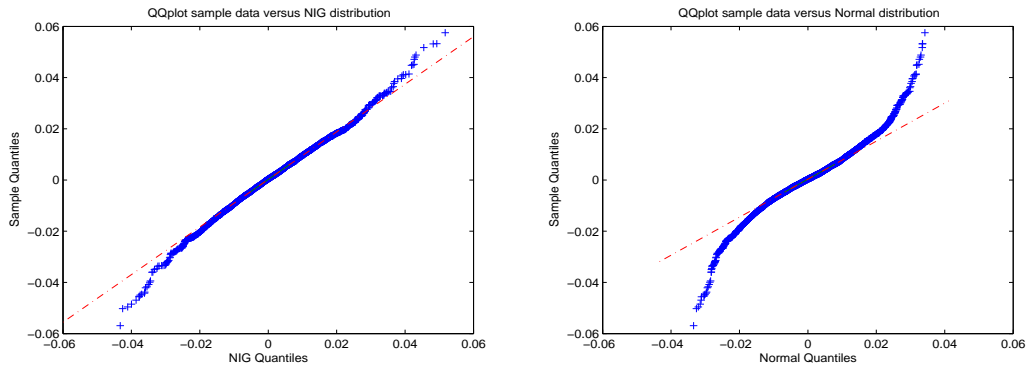 QQplot sample data versus NIG distribution
0.06
0.04
0.02
0
−0.02
−0.04
−0.06
Sample Quantiles
−0.06 −0.04 −0.02 0 0.02 0.04 0.06
NIG Quantiles
QQplot sample data versus Normal distribution
0.06
0.04
0.02
0
−0.02
−0.04
−0.06
Sample Quantiles
−0.06 −0.04 −0.02 0 0.02 0.04 0.06
Normal Quantiles